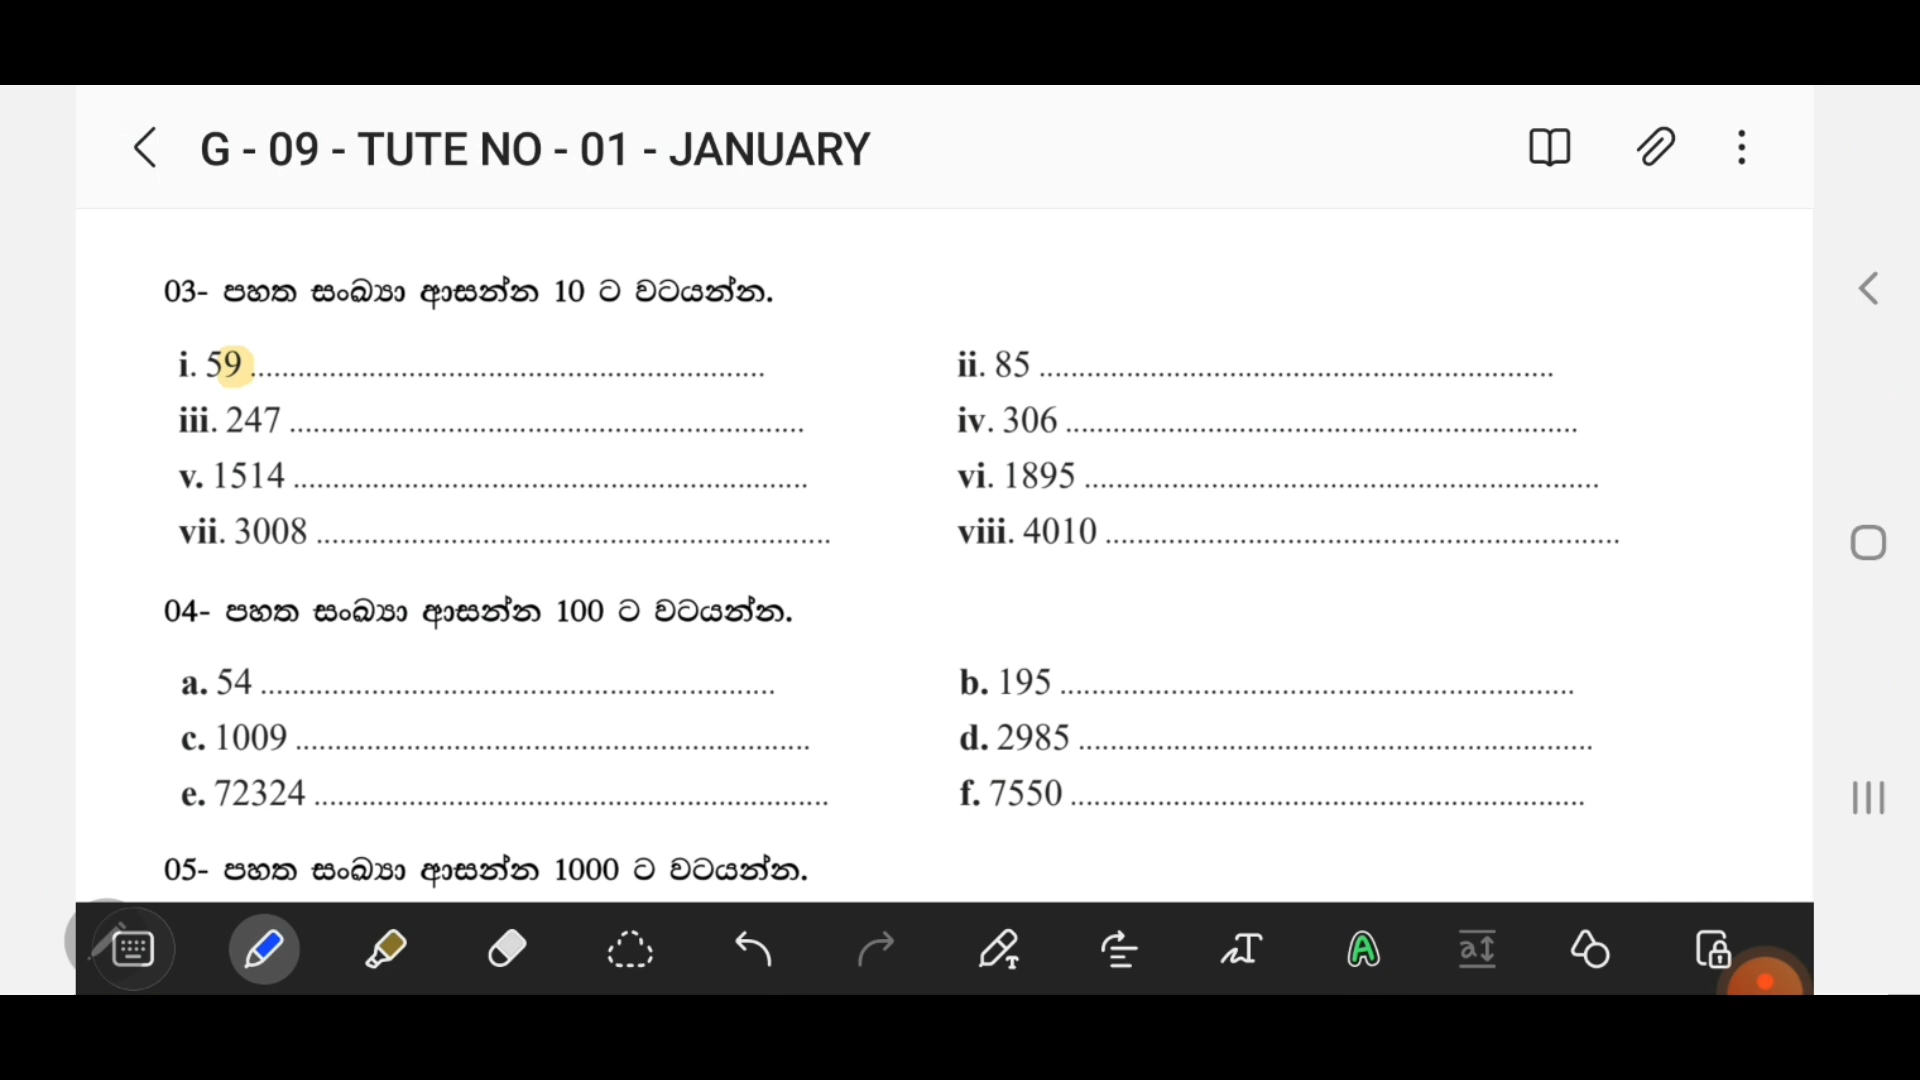 G - 09 - TUTE NO - 01 - JANUARY
03- පහත සංඛ්‍යා ආසන්න 10 ට වටයන්න.
i. 59 ............................................................ ii. 85 ............................................................
iii. 247 ............................................................ iv. 306 ............................................................
v. 1514 ............................................................ vi. 1895 ............................................................
vii. 3008 ............................................................ viii. 4010 ............................................................
04- පහත සංඛ්‍යා ආසන්න 100 ට වටයන්න.
a. 54 ............................................................ b. 195 ............................................................
c. 1009 ............................................................ d. 2985 ............................................................
e. 72324 ............................................................ f. 7550 ............................................................
05- පහත සංඛ්‍යා ආසන්න 1000 ට වටයන්න.